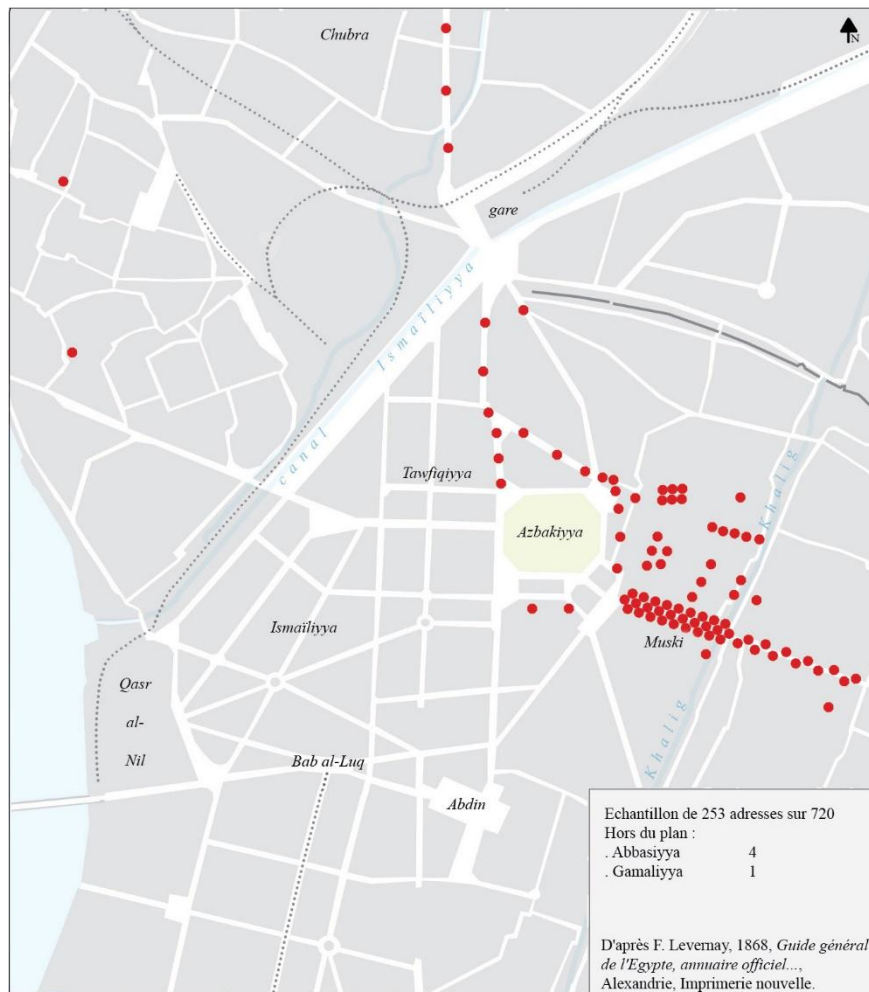 Chubra
N
gare
canal Ismaïliyya
Tawfiqiyya
Azbakiyya
Khalig
Ismaïliyya
Muski
Qasr
al-
Nil
Khalig
Bab al-Luq
Abdin
Echantillon de 253 adresses sur 720
Hors du plan :
. Abbasiyya 4
. Gamaliyya 1
D'après F. Levernay, 1868, Guide général
de l'Egypte, annuaire officiel...,
Alexandrie, Imprimerie nouvelle.